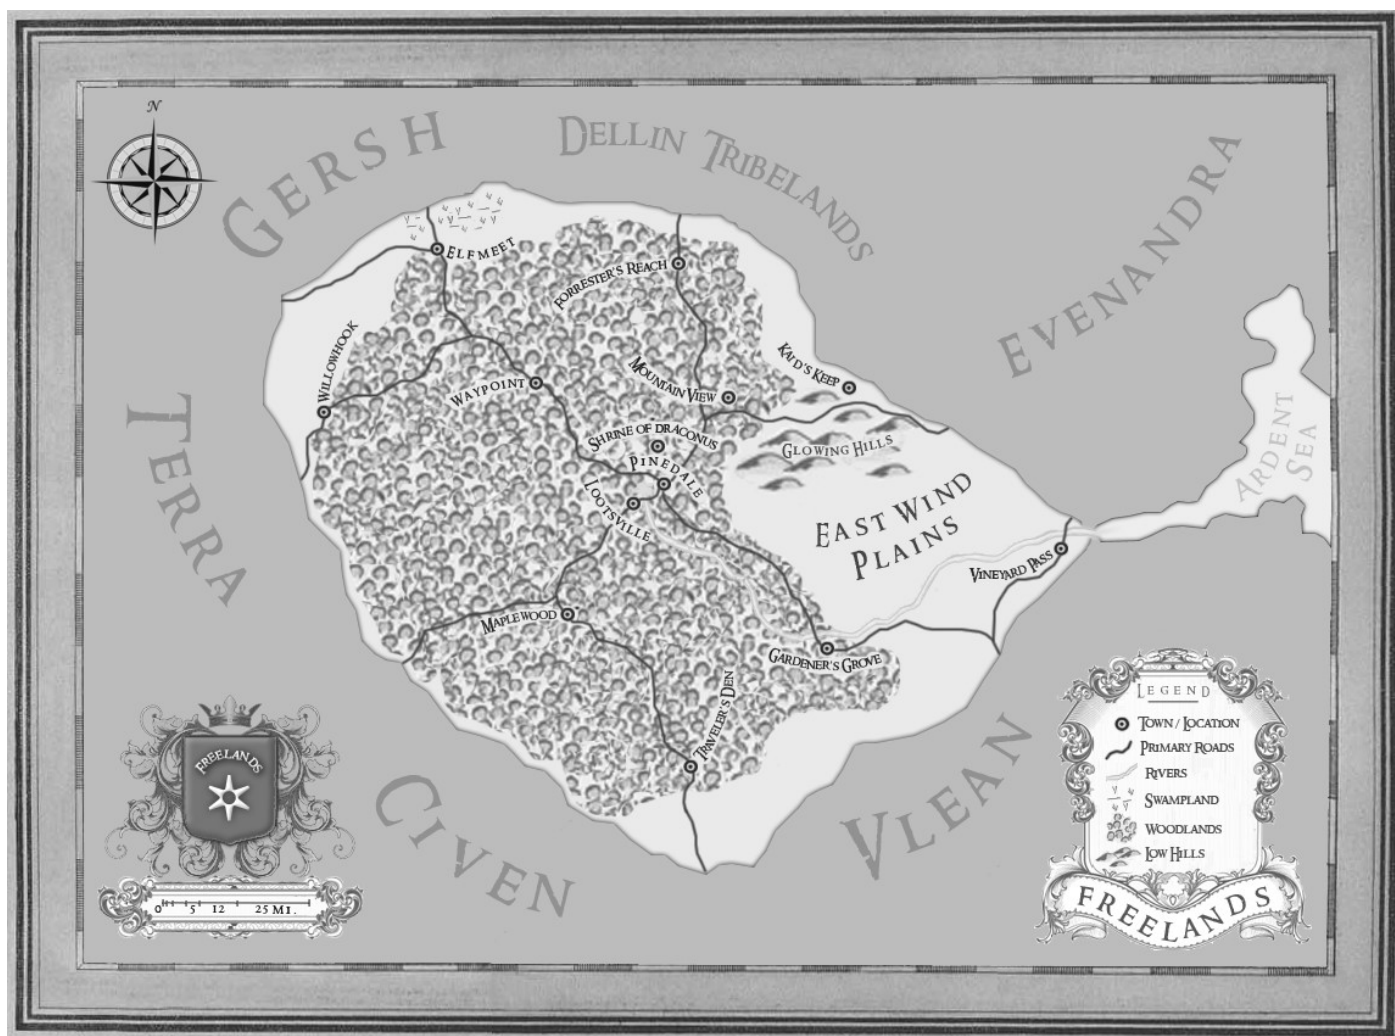 N
GERSH
DELLIN TRIBELANDS
EVENANDRA
ELFMEET
FORRESTER'S REACH
WILLOWHOOK
WAYPOINT
MOUNTAIN VIEW
KAI'D'S KEEP
SHRINE OF DRACONUS
GLOWING HILLS
PINEDALE
LOOTSVILLE
TERRA
ARDENT
SEA
EAST WIND
PLAINS
VINEYARD PASS
MAPLEWOOD
GARDENER'S GROVE
TRAVELER'S DEN
CIVEN
VLEAN
FREELANDS
0 5 12 25 MI.
LEGEND
TOWN / LOCATION
PRIMARY ROADS
RIVERS
SWAMPLAND
WOODLANDS
LOW HILLS
FREELANDS